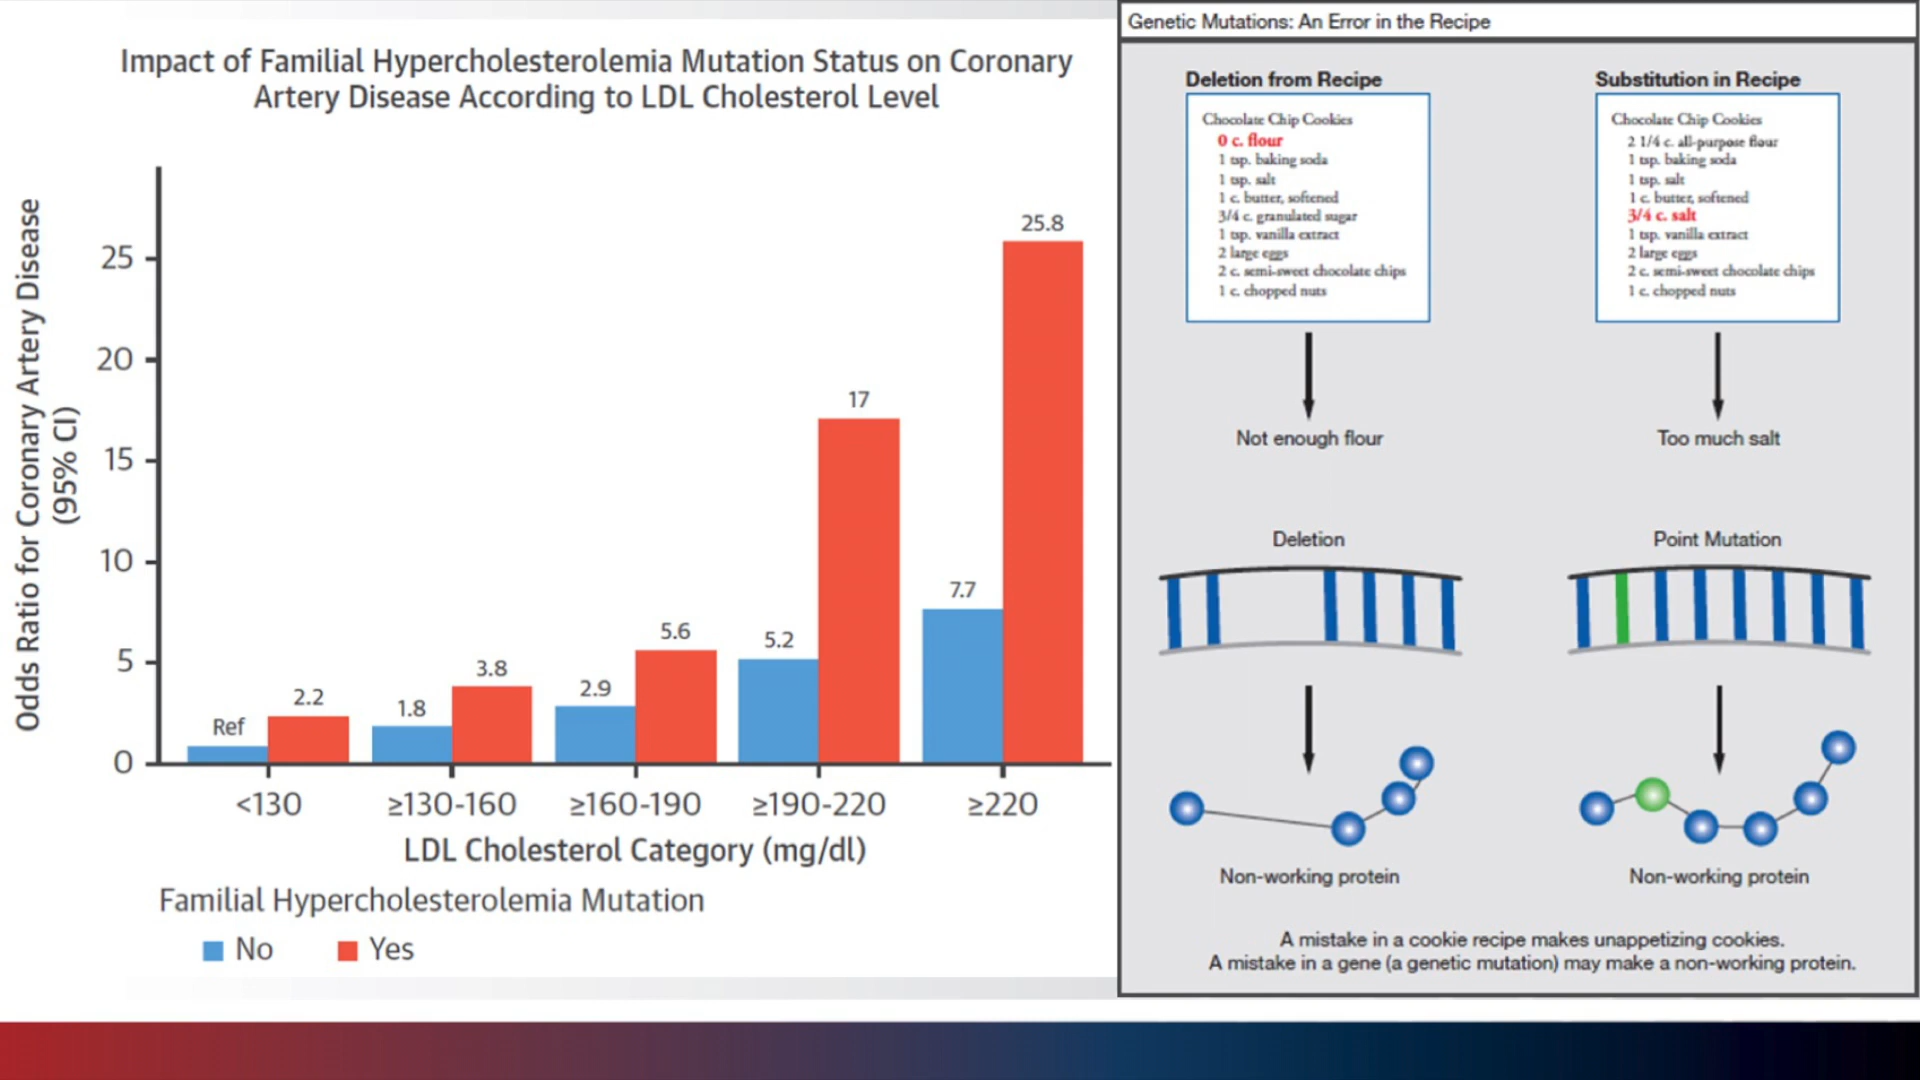 Impact of Familial Hypercholesterolemia Mutation Status on Coronary
Artery Disease According to LDL Cholesterol Level
Odds Ratio for Coronary Artery Disease
(95% CI)
25
20
15
10
5
0
Ref
2.2
1.8
3.8
2.9
5.6
5.2
17
7.7
25.8
<130
≥130-160
≥160-190
≥190-220
≥220
LDL Cholesterol Category (mg/dl)
Familial Hypercholesterolemia Mutation
No
Yes
Genetic Mutations: An Error in the Recipe
Deletion from Recipe
Chocolate Chip Cookies
0 c. flour
1 tsp. baking soda
1 tsp. salt
1 c. butter, softened
3/4 c. granulated sugar
1 tsp. vanilla extract
2 large eggs
2 c. semi-sweet chocolate chips
1 c. chopped nuts
Not enough flour
Deletion
Non-working protein
Substitution in Recipe
Chocolate Chip Cookies
2 1/4 c. all-purpose flour
1 tsp. baking soda
1 tsp. salt
1 c. butter, softened
3/4 c. salt
1 tsp. vanilla extract
2 large eggs
2 c. semi-sweet chocolate chips
1 c. chopped nuts
Too much salt
Point Mutation
Non-working protein
A mistake in a cookie recipe makes unappetizing cookies.
A mistake in a gene (a genetic mutation) may make a non-working protein.